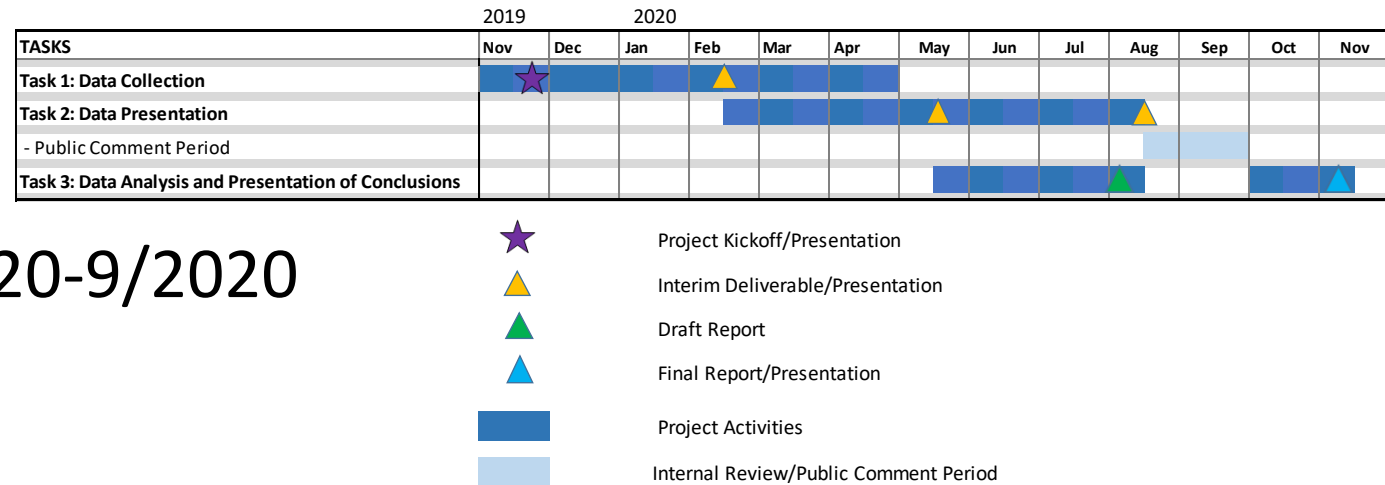 2019 2020
TASKS Nov Dec Jan Feb Mar Apr May Jun Jul Aug Sep Oct Nov
Task 1: Data Collection
Task 2: Data Presentation
- Public Comment Period
Task 3: Data Analysis and Presentation of Conclusions
20-9/2020
Project Kickoff/Presentation
Interim Deliverable/Presentation
Draft Report
Final Report/Presentation
Project Activities
Internal Review/Public Comment Period